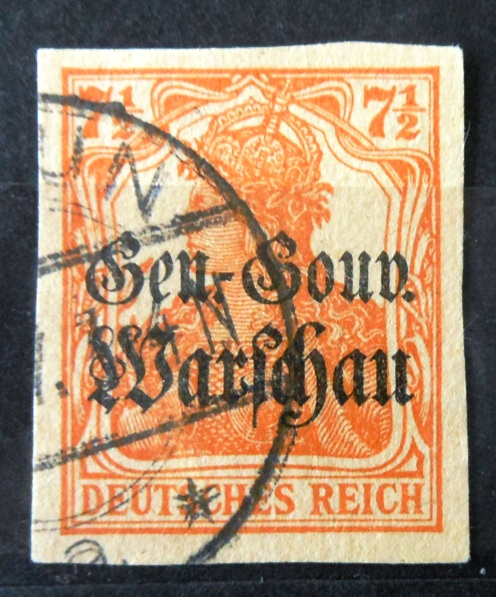 7½ 7½
Gen.-Gouv.
Warschau
DEUTSCHES REICH